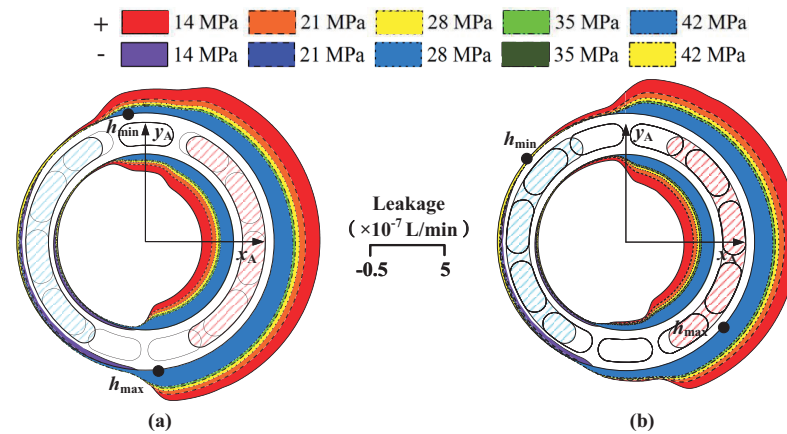 + 14 MPa 21 MPa 28 MPa 35 MPa 42 MPa
- 14 MPa 21 MPa 28 MPa 35 MPa 42 MPa
hmin yA xA hmax
Leakage
(×10-7 L/min)
-0.5 5
hmin yA xA hmax
(a) (b)